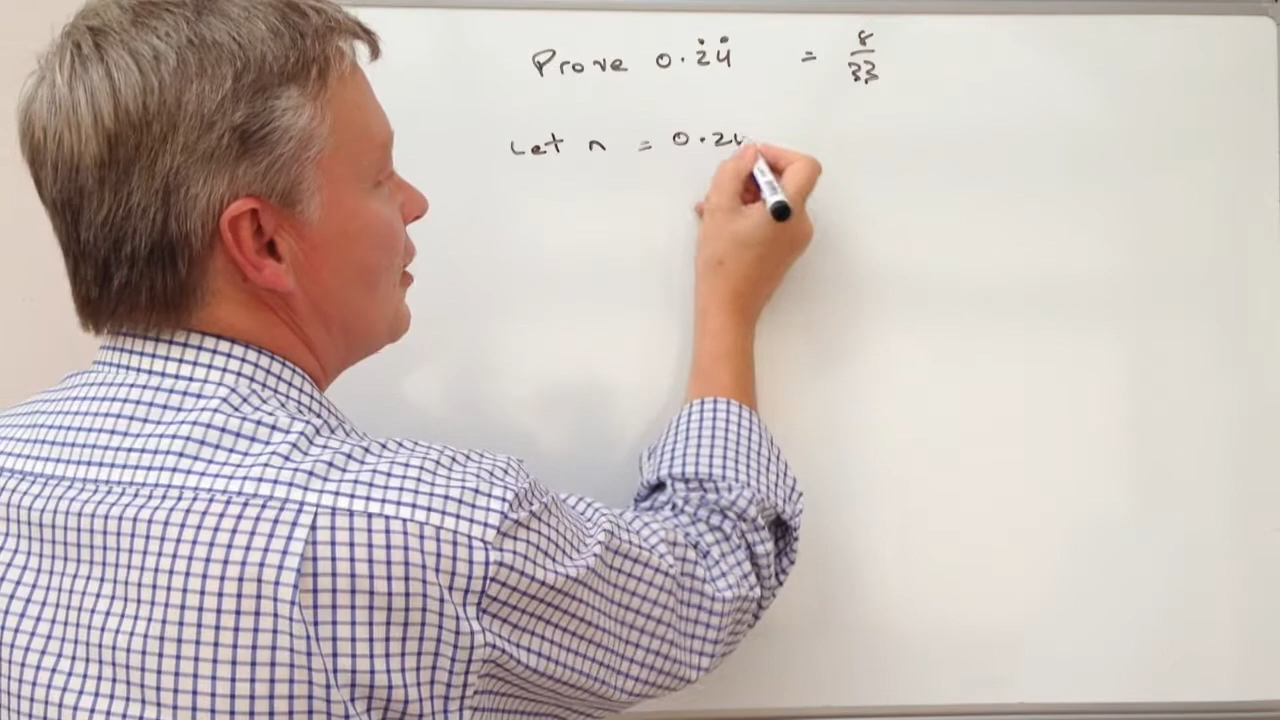 Prove 0.2̇4̇ = 8/33
Let n = 0.24